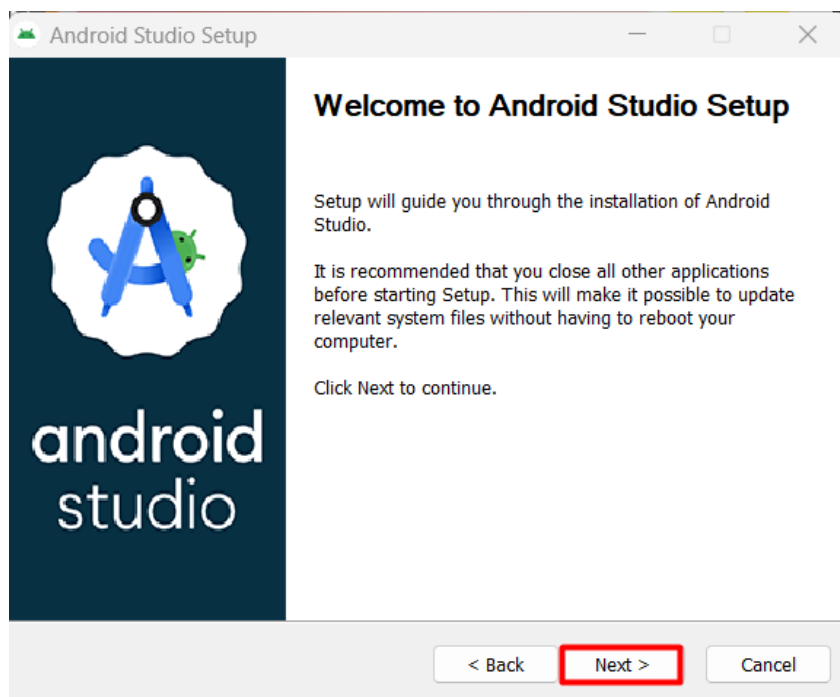 Android Studio Setup
Welcome to Android Studio Setup
Setup will guide you through the installation of Android
Studio.
It is recommended that you close all other applications
before starting Setup. This will make it possible to update
relevant system files without having to reboot your
computer.
Click Next to continue.
android
studio
< Back
Next >
Cancel